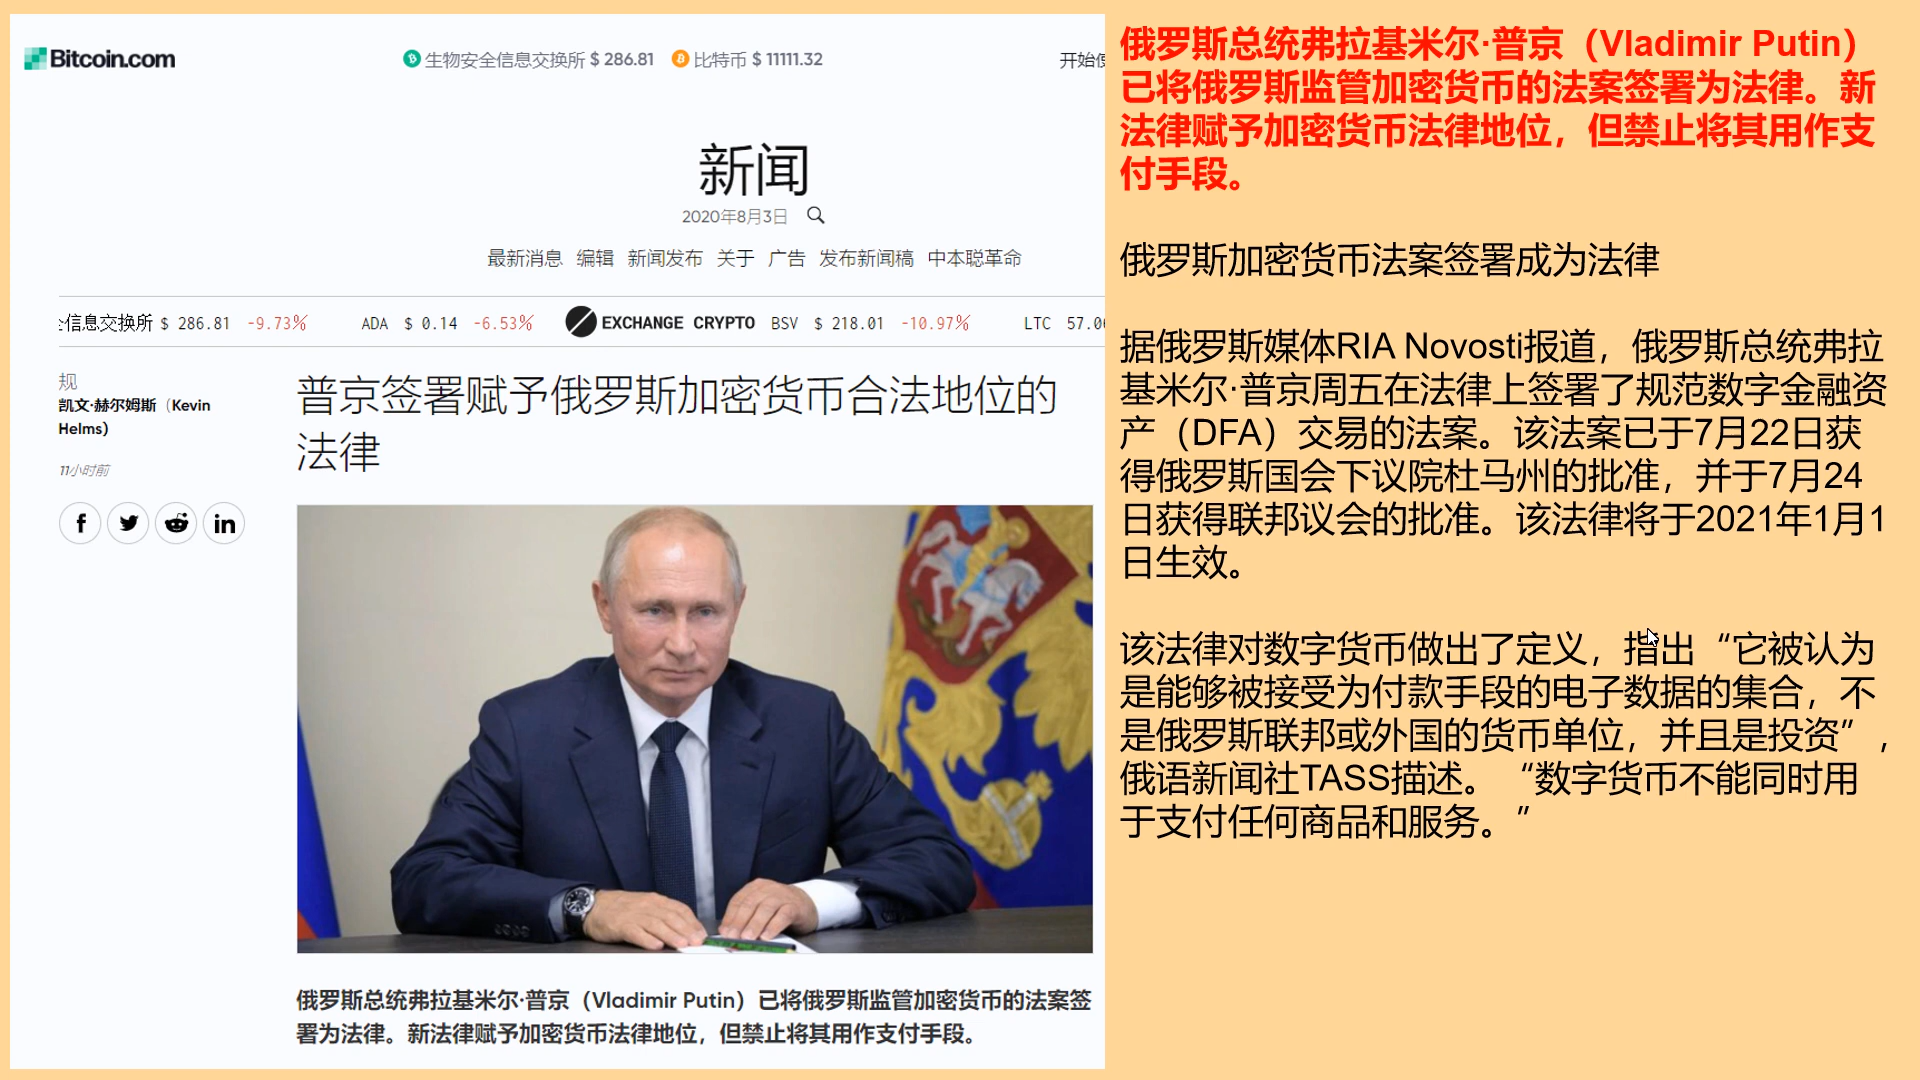 Bitcoin.com
生物安全信息交换所 $ 286.81
比特币 $ 11111.32
开始使
新闻
2020年8月3日
最新消息 编辑 新闻发布 关于 广告 发布新闻稿 中本聪革命
信息交换所 $ 286.81 -9.73% ADA $ 0.14 -6.53% EXCHANGE CRYPTO BSV $ 218.01 -10.97% LTC 57.0
规
凯文·赫尔姆斯（Kevin
Helms）
11小时前
普京签署赋予俄罗斯加密货币合法地位的
法律
俄罗斯总统弗拉基米尔·普京（Vladimir Putin）已将俄罗斯监管加密货币的法案签
署为法律。新法律赋予加密货币法律地位，但禁止将其用作支付手段。
俄罗斯总统弗拉基米尔·普京（Vladimir Putin）
已将俄罗斯监管加密货币的法案签署为法律。新
法律赋予加密货币法律地位，但禁止将其用作支
付手段。
俄罗斯加密货币法案签署成为法律
据俄罗斯媒体RIA Novosti报道，俄罗斯总统弗拉
基米尔·普京周五在法律上签署了规范数字金融资
产（DFA）交易的法案。该法案已于7月22日获
得俄罗斯国会下议院杜马州的批准，并于7月24
日获得联邦议会的批准。该法律将于2021年1月1
日生效。
该法律对数字货币做出了定义，指出“它被认为
是能够被接受为付款手段的电子数据的集合，不
是俄罗斯联邦或外国的货币单位，并且是投资”，
俄语新闻社TASS描述。 “数字货币不能同时用
于支付任何商品和服务。”